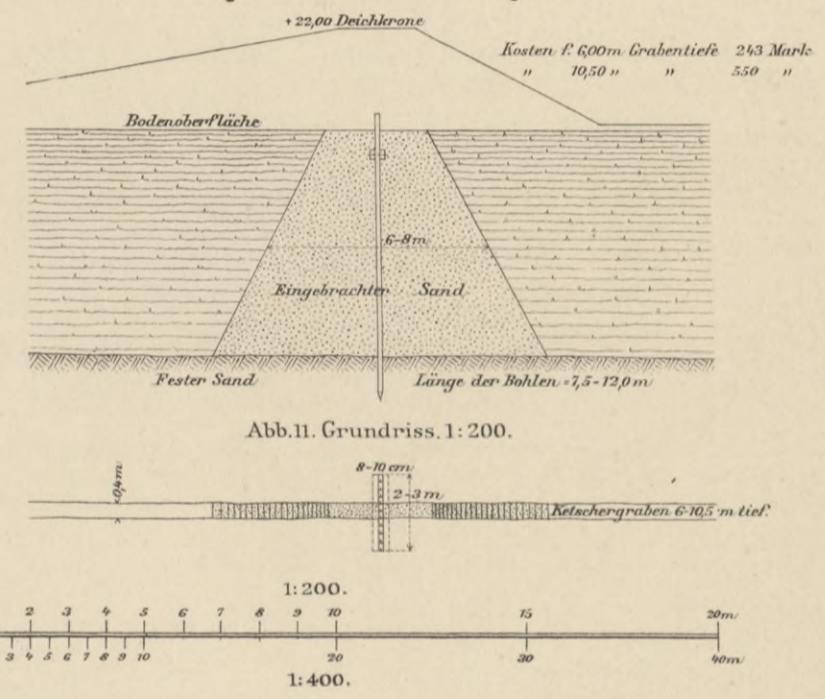 + 22,00 Deichkrone
Kosten f. 6,00 m Grabentiefe 243 Mark
" 10,50 " " 550 "
Bodenoberfläche
6-8 m
Eingebrachter Sand
Fester Sand
Länge der Bohlen = 7,5-12,0 m
Abb. 11. Grundriss. 1:200.
8-10 cm
0,4 m
2-3 m
Ketschergraben 6-10,5 m tief.
1:200.
2 3 4 5 6 7 8 9 10 15 20 m
3 4 5 6 7 8 9 10 20 30 40 m
1:400.